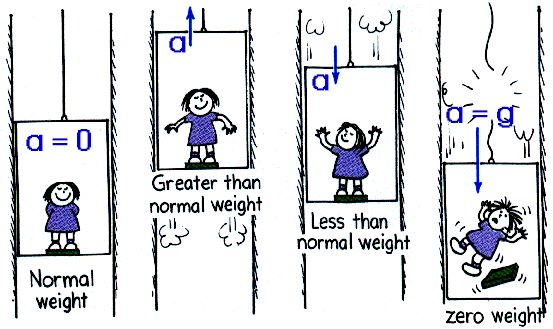 a = 0
Normal
weight
a
Greater than
normal weight
a
Less than
normal weight
a = g
zero weight